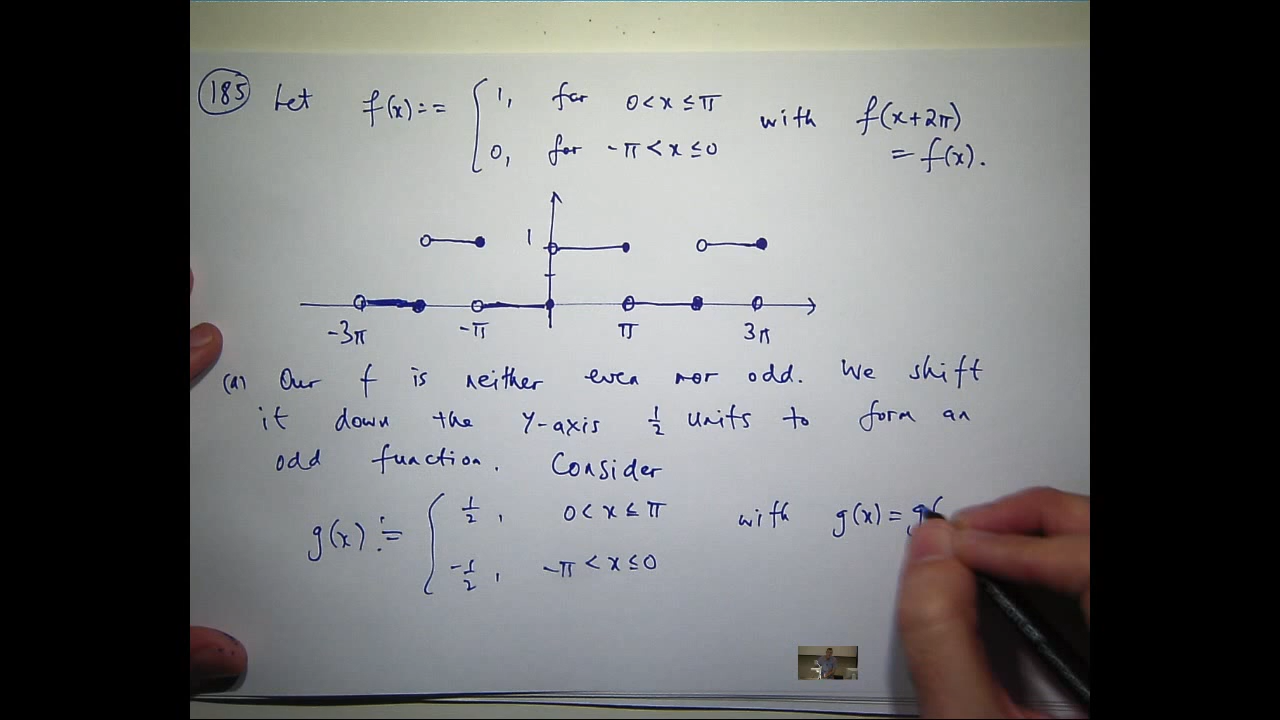 185 Let f(x) := { 1, for 0 < x ≤ π with f(x+2π)
0, for -π < x ≤ 0 = f(x).
1
-3π -π π 3π
(a) Our f is neither even nor odd. We shift
it down the y-axis 1/2 units to form an
odd function. Consider
g(x) := { 1/2, 0 < x ≤ π with g(x) = g(
-1/2, -π < x ≤ 0